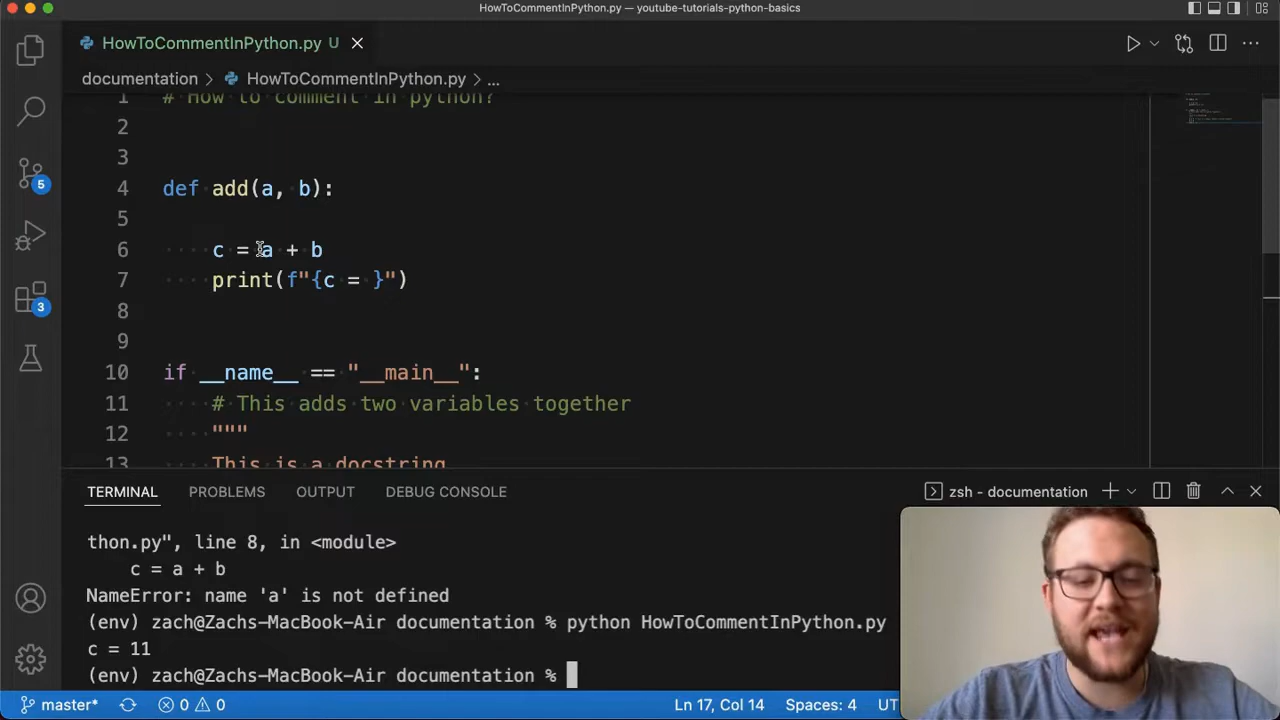 HowToCommentInPython.py — youtube-tutorials-python-basics
HowToCommentInPython.py U
documentation > HowToCommentInPython.py > ...
1 # How to comment in python?
2
3
4 def add(a, b):
5
6 c = a + b
7 print(f"{c = }")
8
9
10 if __name__ == "__main__":
11 # This adds two variables together
12 """
13 This is a docstring
5
3
TERMINAL PROBLEMS OUTPUT DEBUG CONSOLE zsh - documentation
thon.py", line 8, in <module>
c = a + b
NameError: name 'a' is not defined
(env) zach@Zachs-MacBook-Air documentation % python HowToCommentInPython.py
c = 11
(env) zach@Zachs-MacBook-Air documentation %
master* 0 0 Ln 17, Col 14 Spaces: 4 UT